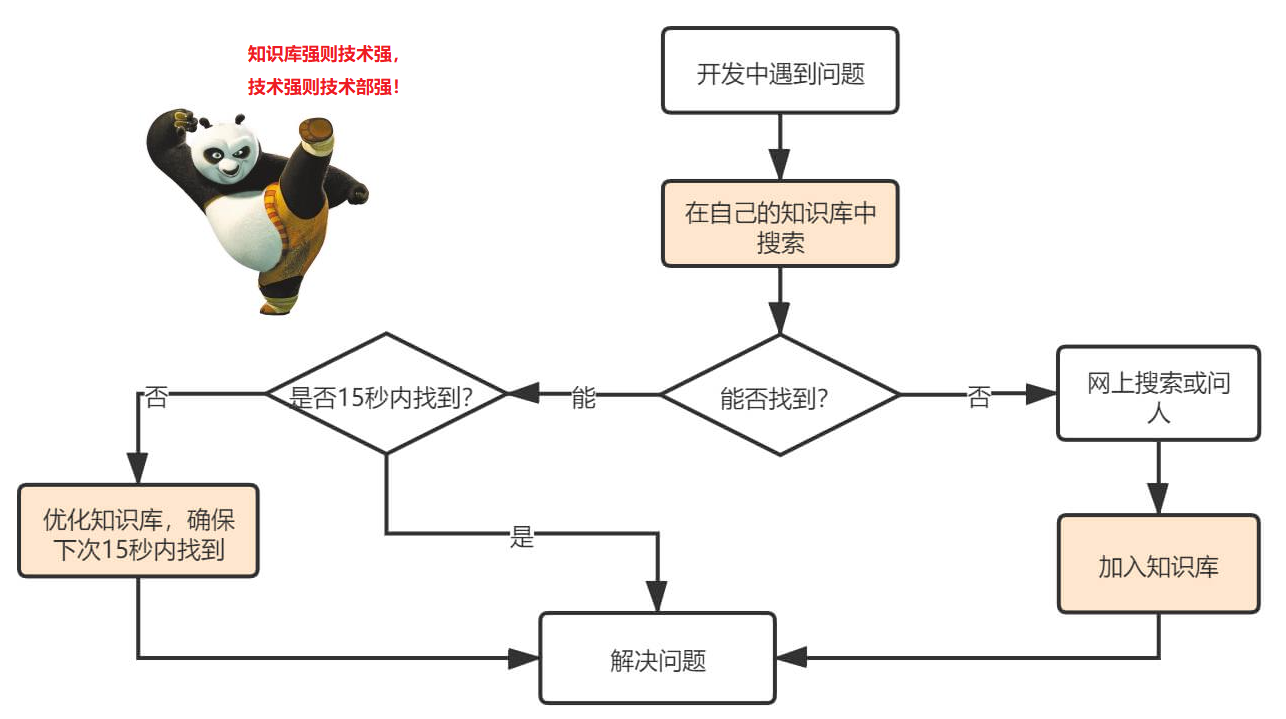 知识库强则技术强，
技术强则技术部强！
开发中遇到问题
在自己的知识库中
搜索
能否找到？
能
否
是否15秒内找到？
否
是
网上搜索或问
人
优化知识库，确保
下次15秒内找到
加入知识库
解决问题